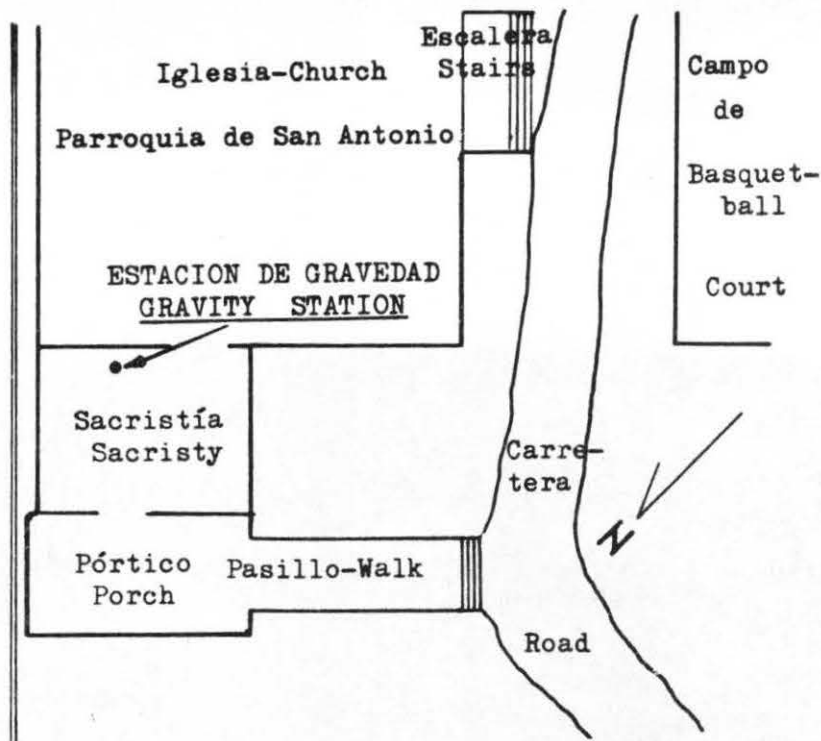 Escalera
Stairs
Iglesia-Church
Parroquia de San Antonio
Campo
de
Basquet-
ball
Court
ESTACION DE GRAVEDAD
GRAVITY STATION
Sacristía
Sacristy
Carre-
tera
N
Pórtico
Porch
Pasillo-Walk
Road